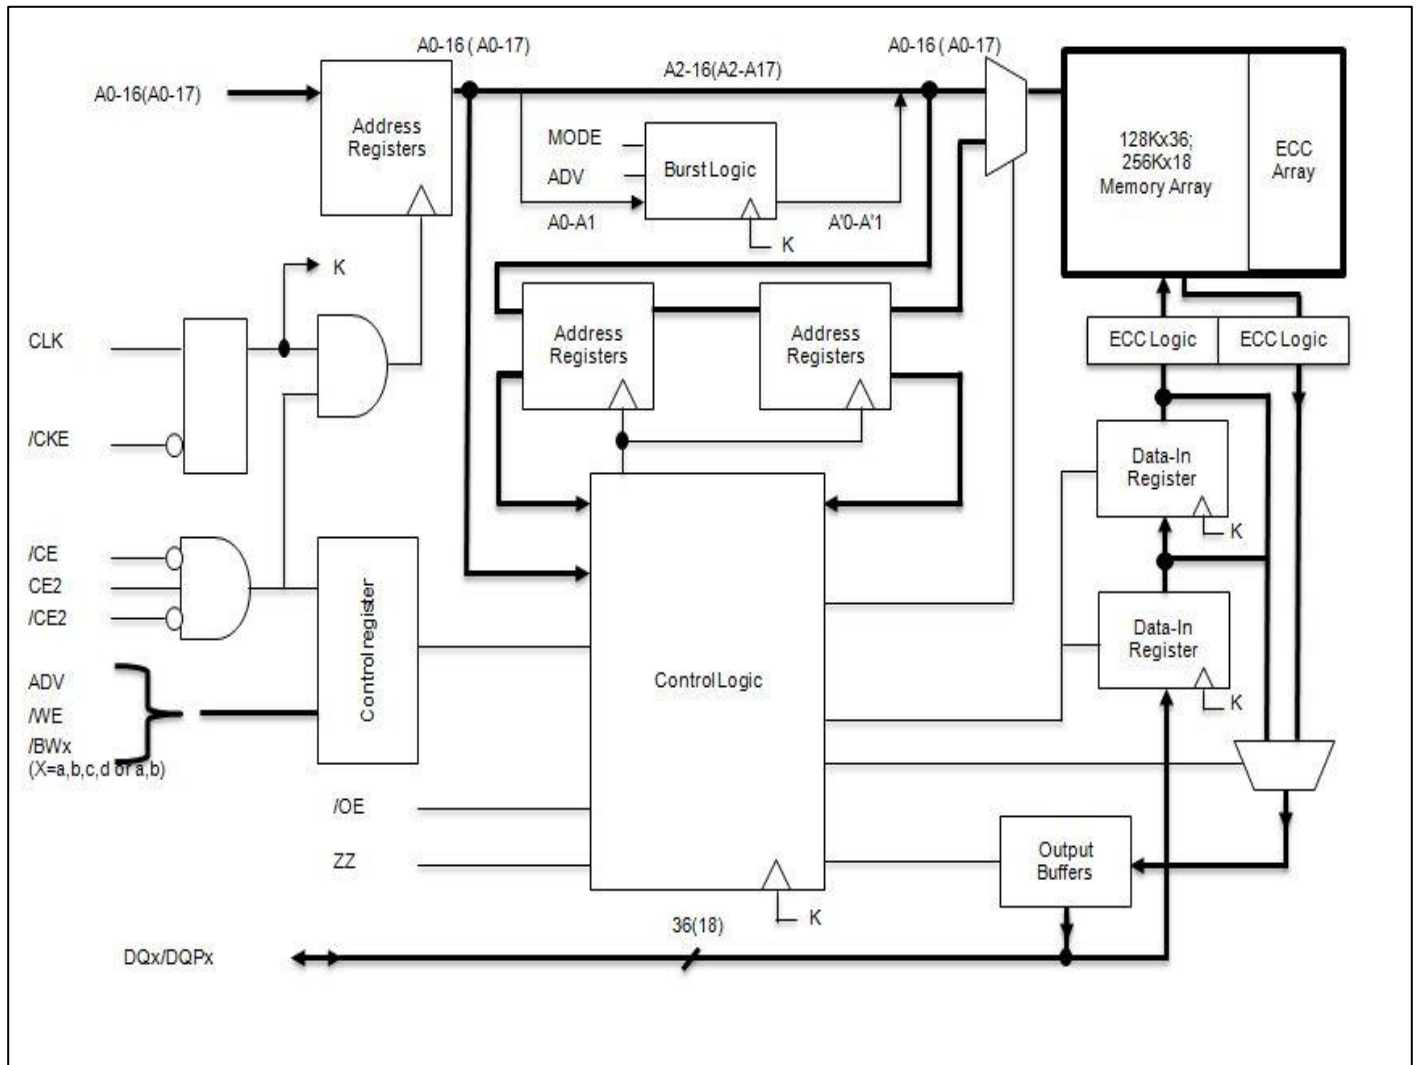 A0-16 ( A0-17)
A0-16 ( A0-17)
A2-16(A2-A17)
A0-16(A0-17)
Address
Registers
MODE
ADV
Burst Logic
A0-A1
A'0-A'1
K
128Kx36;
256Kx18
Memory Array
ECC
Array
K
CLK
Address
Registers
Address
Registers
ECC Logic
ECC Logic
/CKE
Data-In
Register
K
/CE
CE2
/CE2
Control register
Data-In
Register
K
ADV
/WE
/BWx
(X=a,b,c,d or a,b)
Control Logic
/OE
ZZ
K
Output
Buffers
36(18)
DQx/DQPx